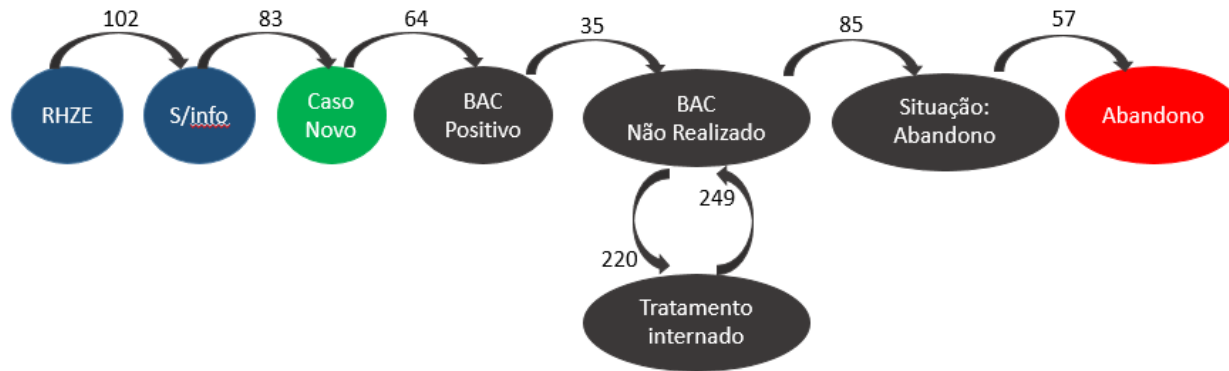 102
83
64
35
85
57
RHZE
S/info
Caso
Novo
BAC
Positivo
BAC
Não Realizado
Situação:
Abandono
Abandono
249
220
Tratamento
internado